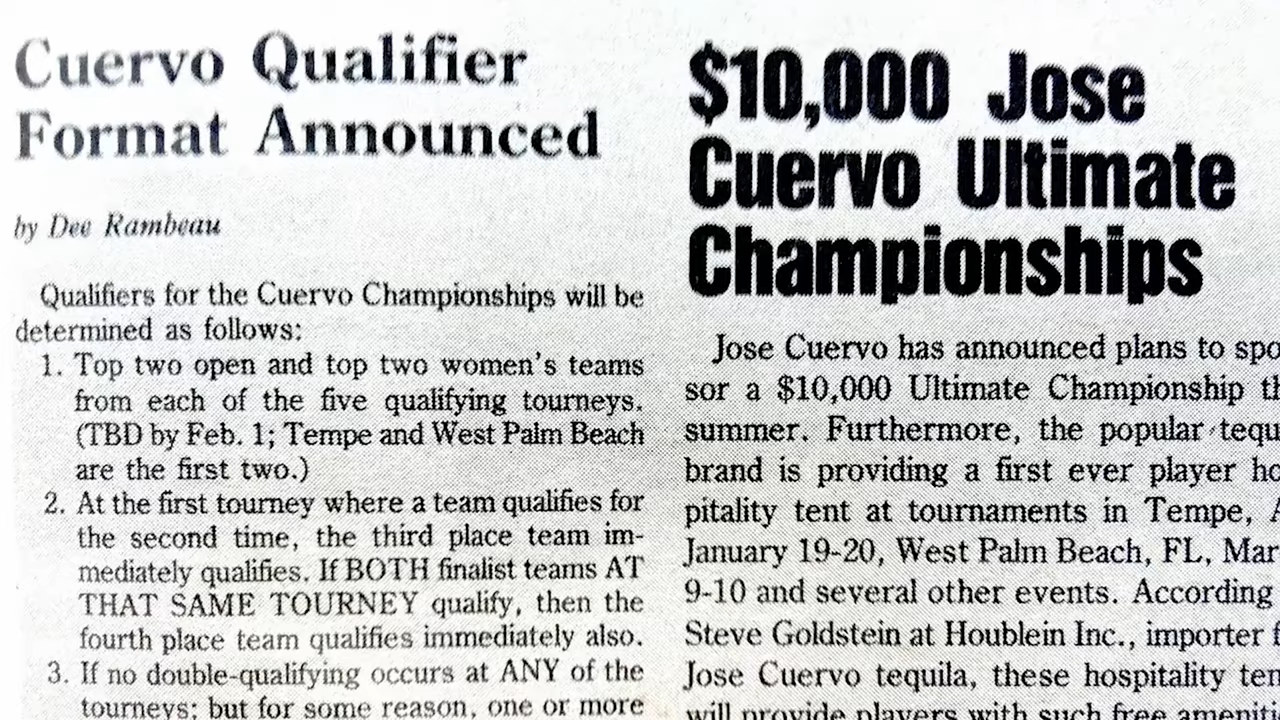 Cuervo Qualifier
Format Announced
by Dee Rambeau
Qualifiers for the Cuervo Championships will be
determined as follows:
1. Top two open and top two women's teams
from each of the five qualifying tourneys.
(TBD by Feb. 1; Tempe and West Palm Beach
are the first two.)
2. At the first tourney where a team qualifies for
the second time, the third place team im-
mediately qualifies. If BOTH finalist teams AT
THAT SAME TOURNEY qualify, then the
fourth place team qualifies immediately also.
3. If no double-qualifying occurs at ANY of the
tourneys; but for some reason, one or more
$10,000 Jose
Cuervo Ultimate
Championships
Jose Cuervo has announced plans to spo
sor a $10,000 Ultimate Championship th
summer. Furthermore, the popular tequ
brand is providing a first ever player ho
pitality tent at tournaments in Tempe, A
January 19-20, West Palm Beach, FL, Mar
9-10 and several other events. According
Steve Goldstein at Houblein Inc., importer f
Jose Cuervo tequila, these hospitality ten
will provide players with such free ameniti